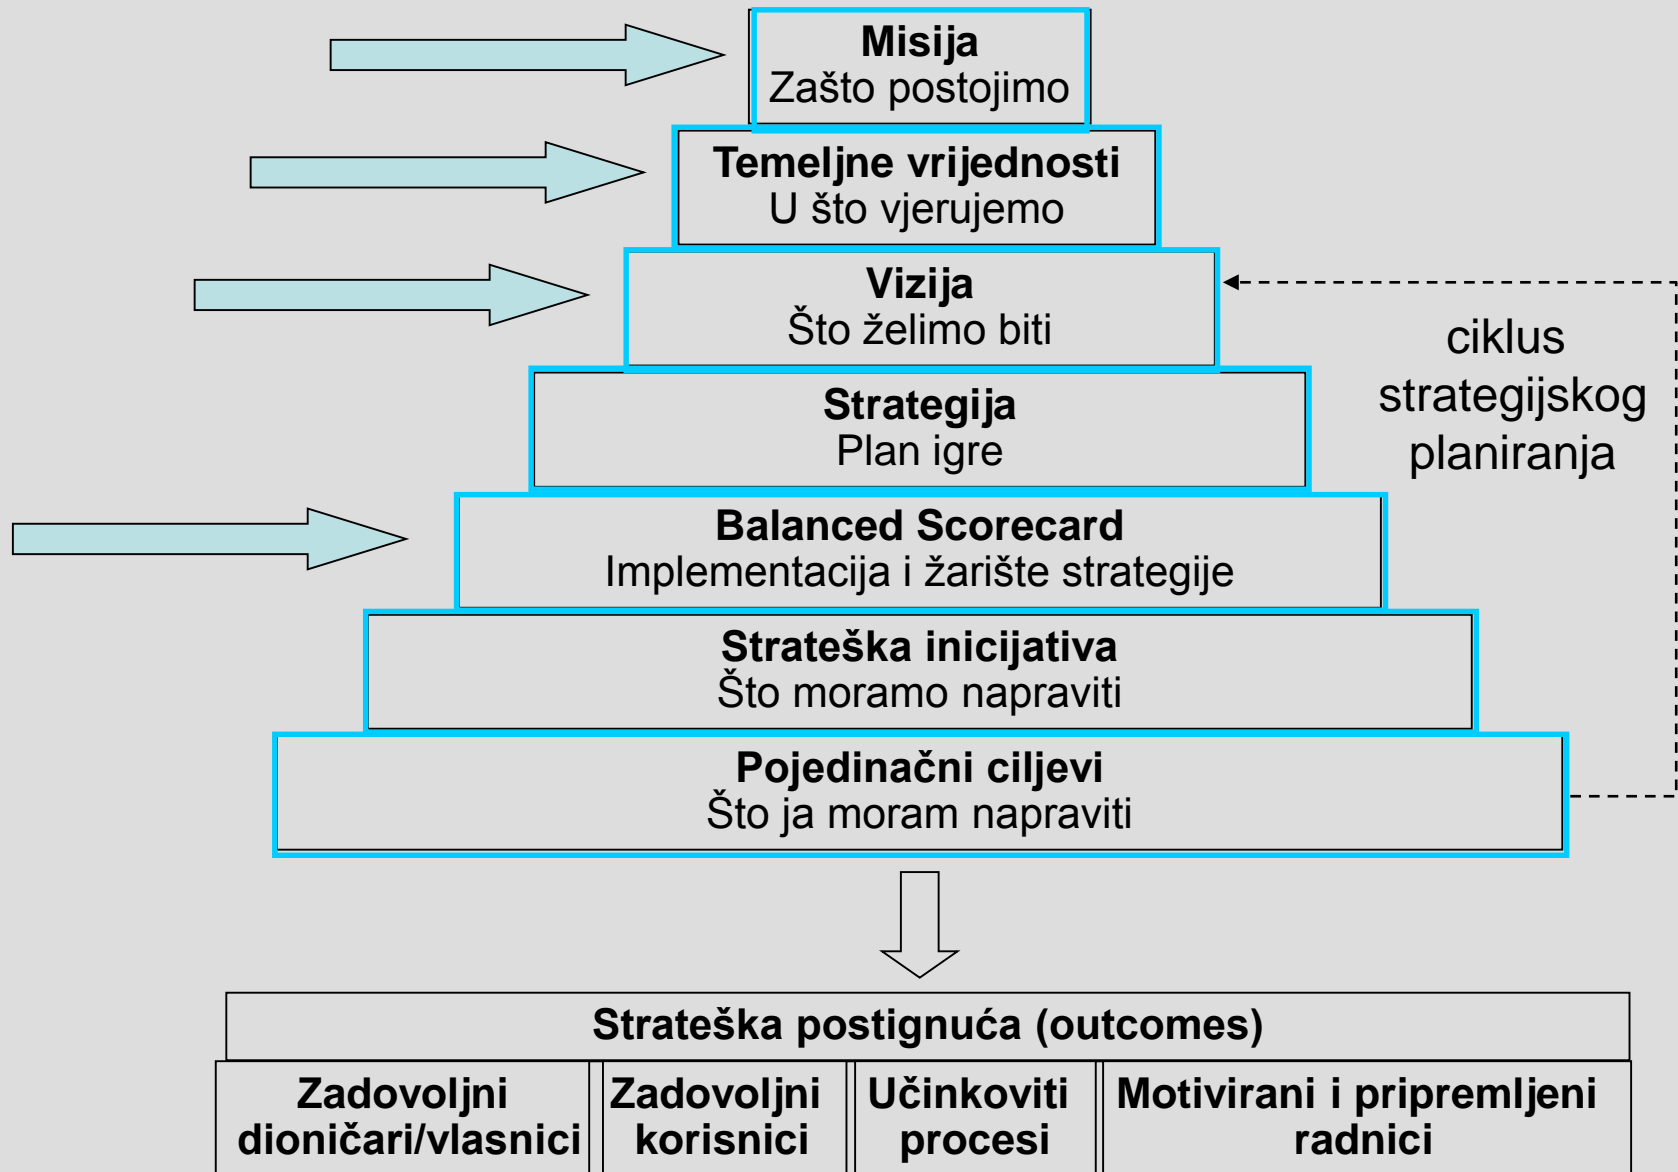 Misija
Zašto postojimo
Temeljne vrijednosti
U što vjerujemo
Vizija
Što želimo biti
ciklus
strategijskog
planiranja
Strategija
Plan igre
Balanced Scorecard
Implementacija i žarište strategije
Strateška inicijativa
Što moramo napraviti
Pojedinačni ciljevi
Što ja moram napraviti
Strateška postignuća (outcomes)
Zadovoljni
dioničari/vlasnici
Zadovoljni
korisnici
Učinkoviti
procesi
Motivirani i pripremljeni
radnici